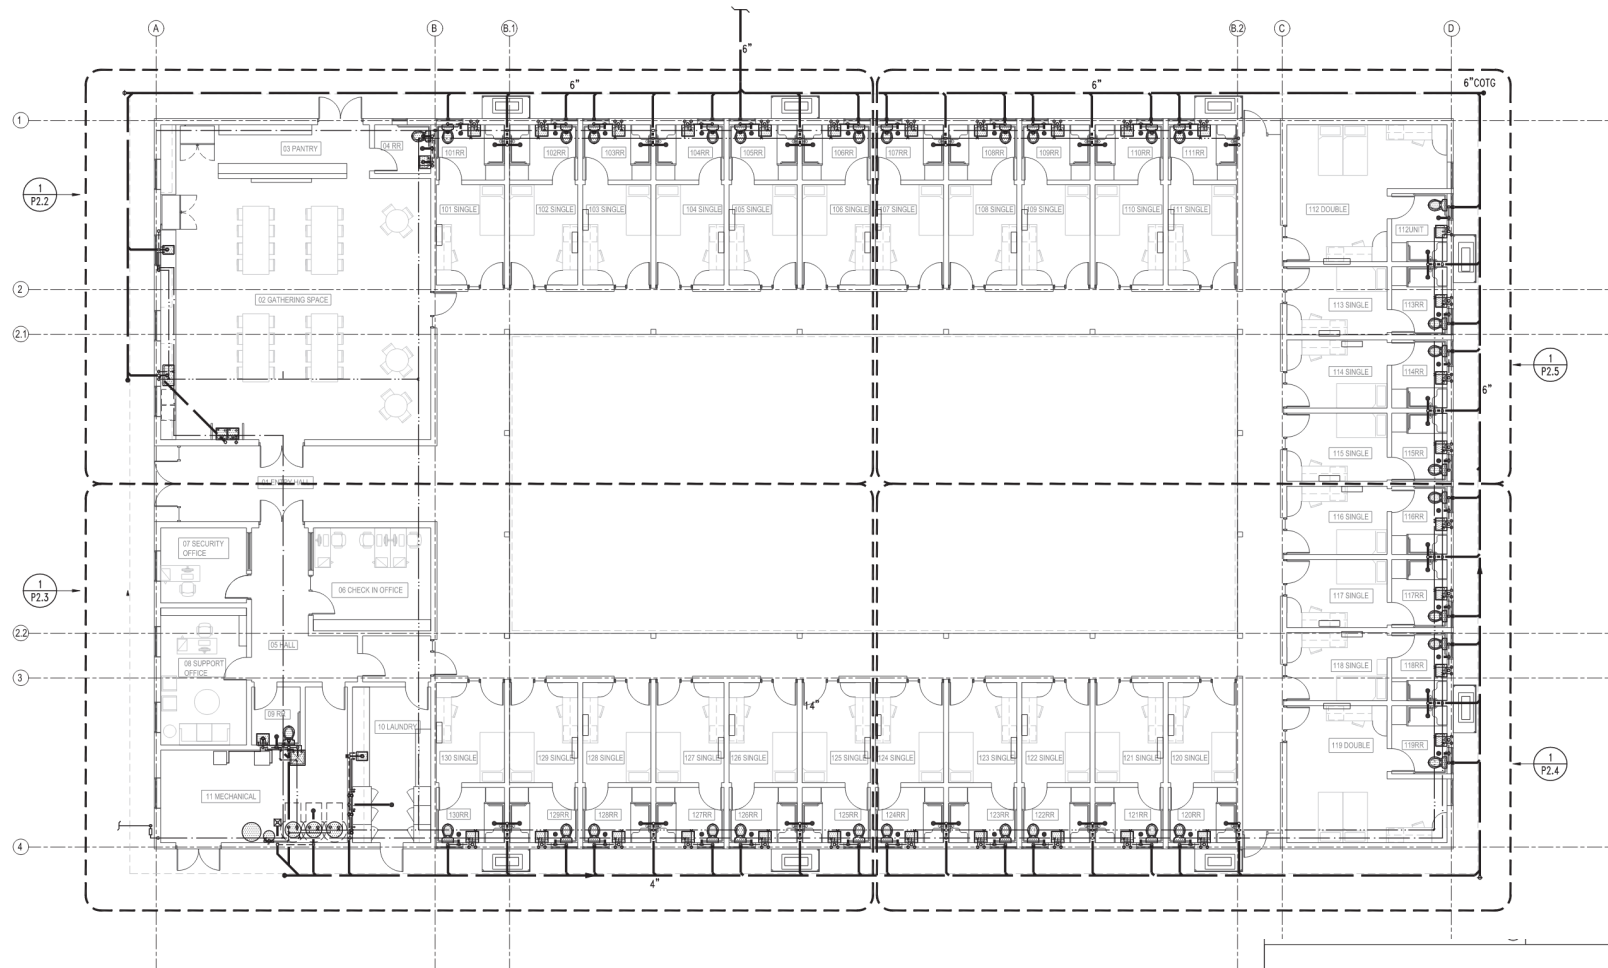 A
B
B.1
B.2
C
D
6"
6"
6"
6"COTG
1
03 PANTRY
04 RR
101RR
102RR
103RR
104RR
105RR
106RR
107RR
108RR
109RR
110RR
111RR
1
P2.2
101 SINGLE
102 SINGLE
103 SINGLE
104 SINGLE
105 SINGLE
106 SINGLE
107 SINGLE
108 SINGLE
109 SINGLE
110 SINGLE
111 SINGLE
112 DOUBLE
112UNIT
2
02 GATHERING SPACE
113 SINGLE
113RR
2.1
114 SINGLE
114RR
1
P2.5
6"
115 SINGLE
115RR
01 ENTRY HALL
116 SINGLE
116RR
07 SECURITY
OFFICE
1
P2.3
06 CHECK IN OFFICE
117 SINGLE
117RR
2.2
05 HALL
08 SUPPORT
OFFICE
118 SINGLE
118RR
3
4"
09 RR
10 LAUNDRY
130 SINGLE
129 SINGLE
128 SINGLE
127 SINGLE
126 SINGLE
125 SINGLE
124 SINGLE
123 SINGLE
122 SINGLE
121 SINGLE
120 SINGLE
119 DOUBLE
119RR
1
P2.4
11 MECHANICAL
130RR
129RR
128RR
127RR
126RR
125RR
124RR
123RR
122RR
121RR
120RR
4
4"